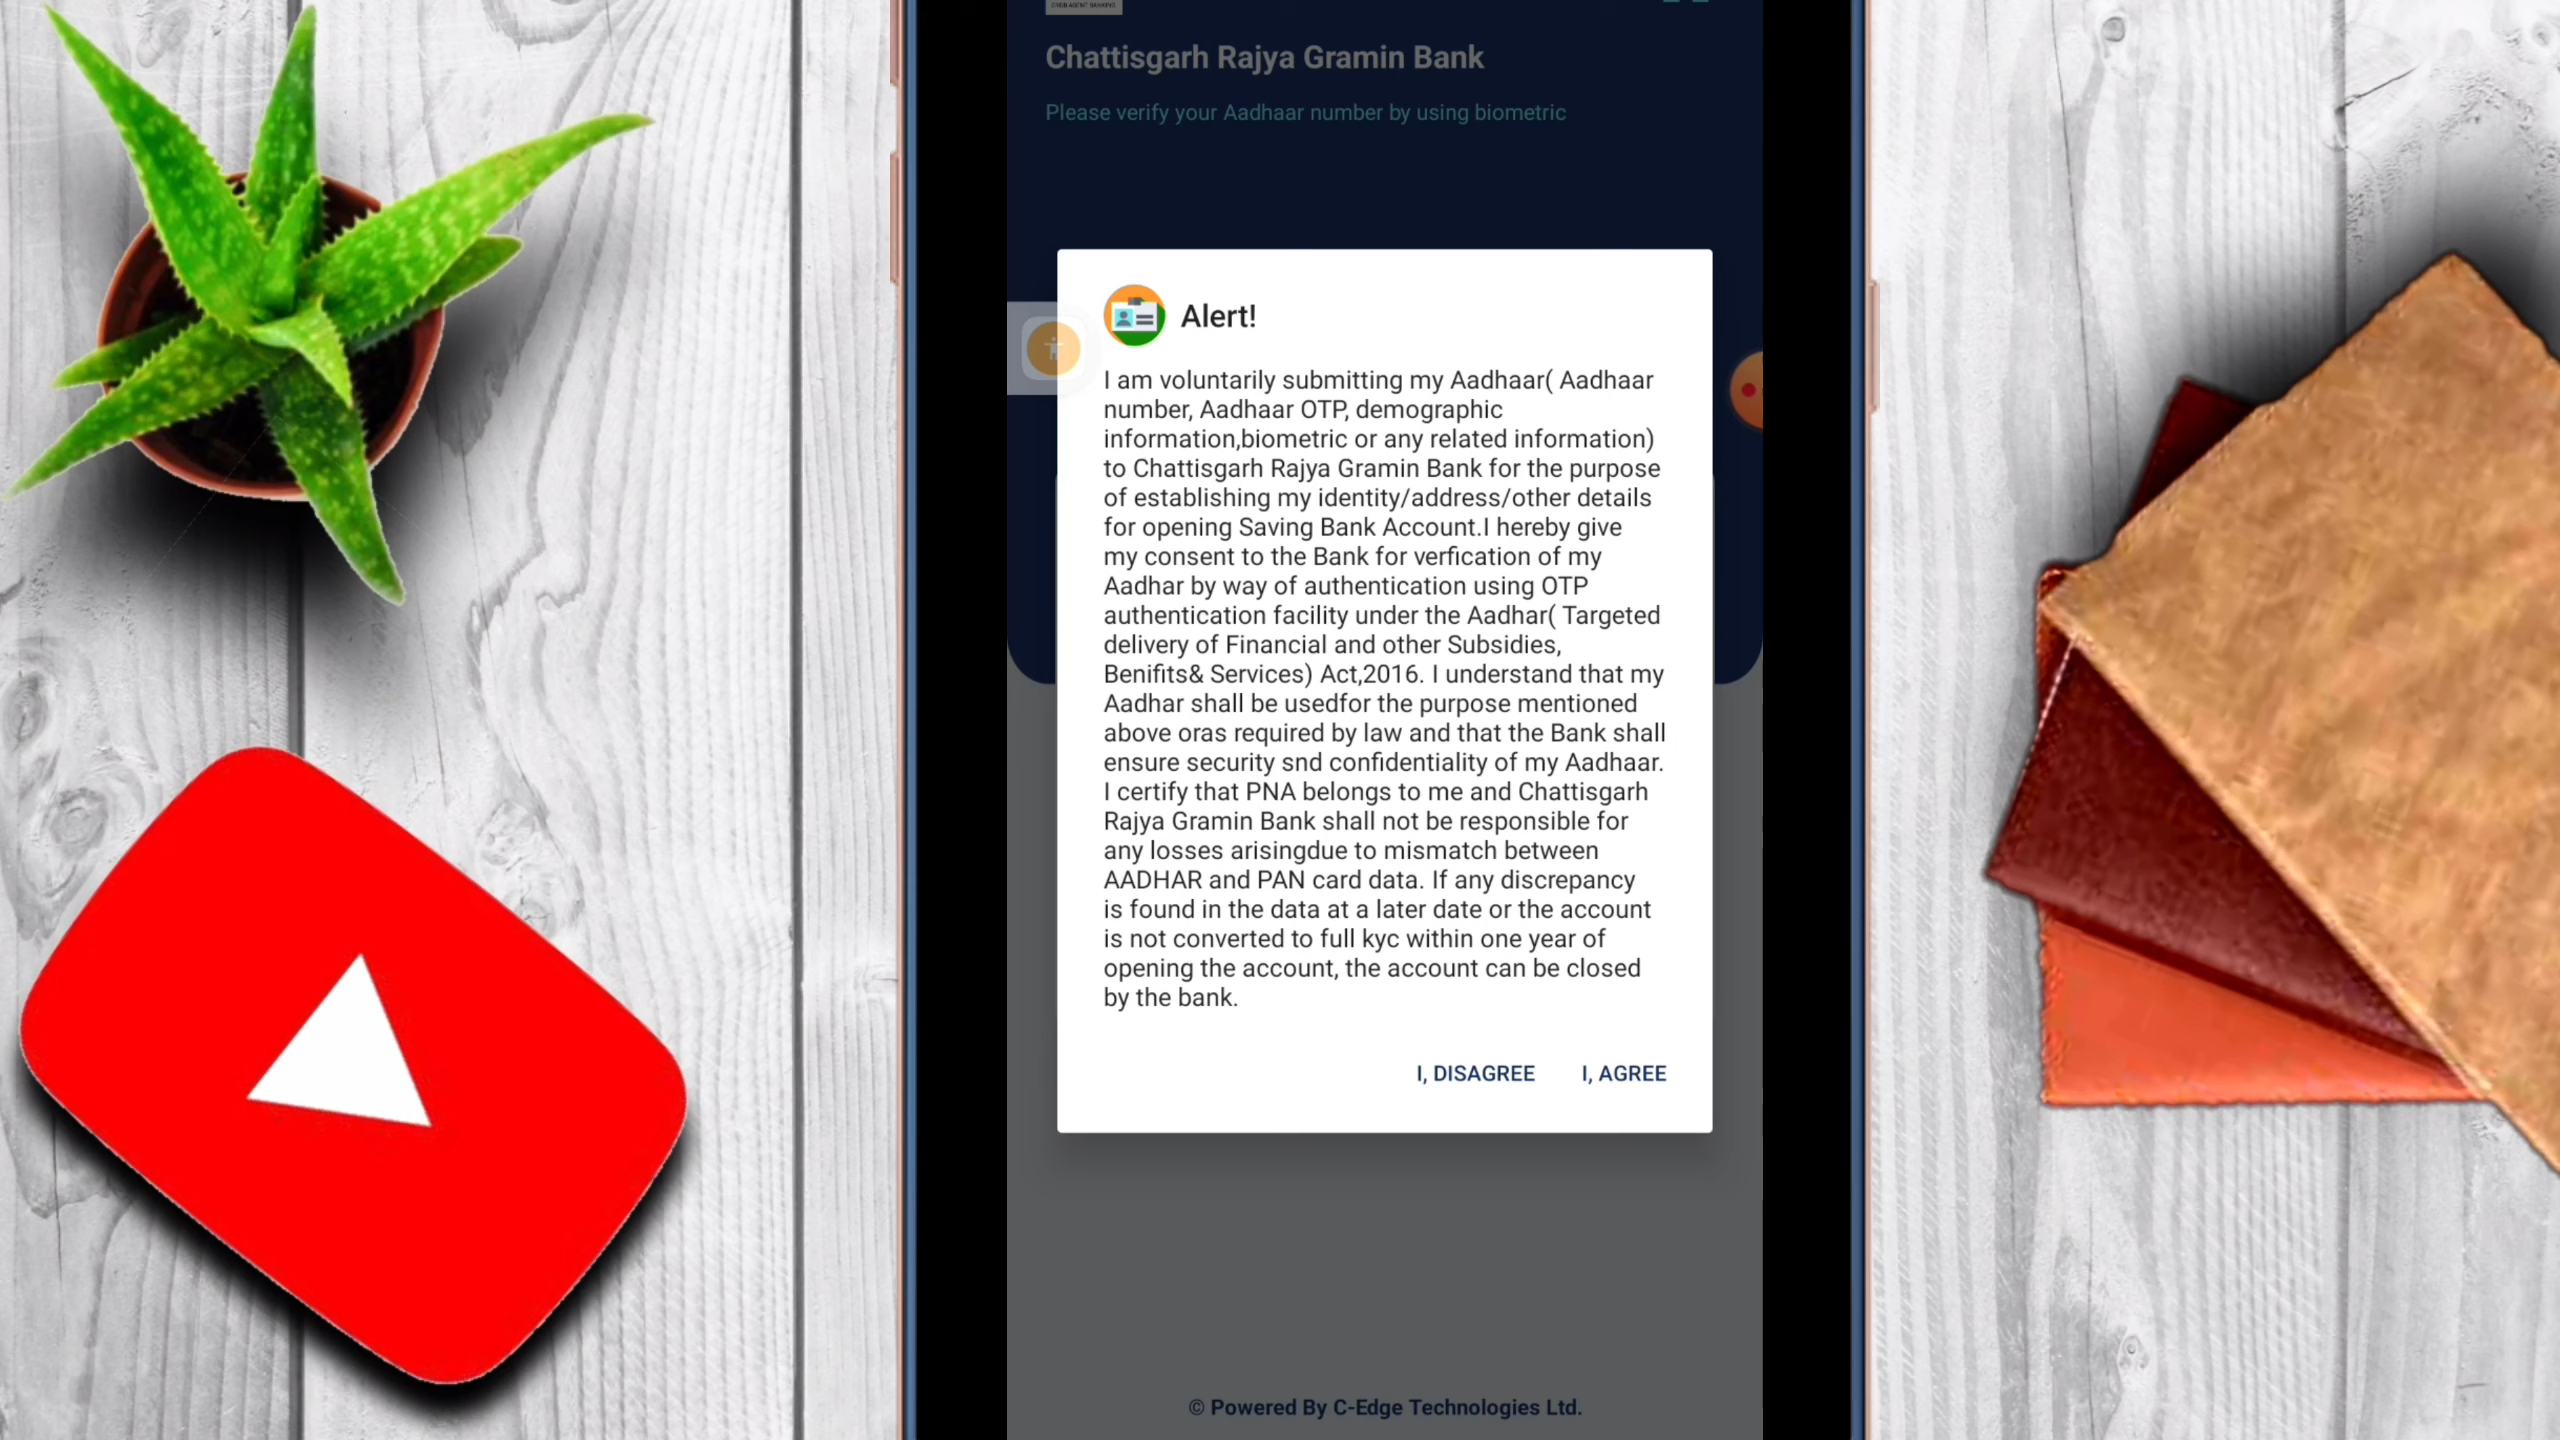 CRGB AGENT BANKING
Chattisgarh Rajya Gramin Bank
Please verify your Aadhaar number by using biometric
Alert!
I am voluntarily submitting my Aadhaar( Aadhaar
number, Aadhaar OTP, demographic
information,biometric or any related information)
to Chattisgarh Rajya Gramin Bank for the purpose
of establishing my identity/address/other details
for opening Saving Bank Account.I hereby give
my consent to the Bank for verfication of my
Aadhar by way of authentication using OTP
authentication facility under the Aadhar( Targeted
delivery of Financial and other Subsidies,
Benifits& Services) Act,2016. I understand that my
Aadhar shall be usedfor the purpose mentioned
above oras required by law and that the Bank shall
ensure security snd confidentiality of my Aadhaar.
I certify that PNA belongs to me and Chattisgarh
Rajya Gramin Bank shall not be responsible for
any losses arisingdue to mismatch between
AADHAR and PAN card data. If any discrepancy
is found in the data at a later date or the account
is not converted to full kyc within one year of
opening the account, the account can be closed
by the bank.
I, DISAGREE I, AGREE
© Powered By C-Edge Technologies Ltd.